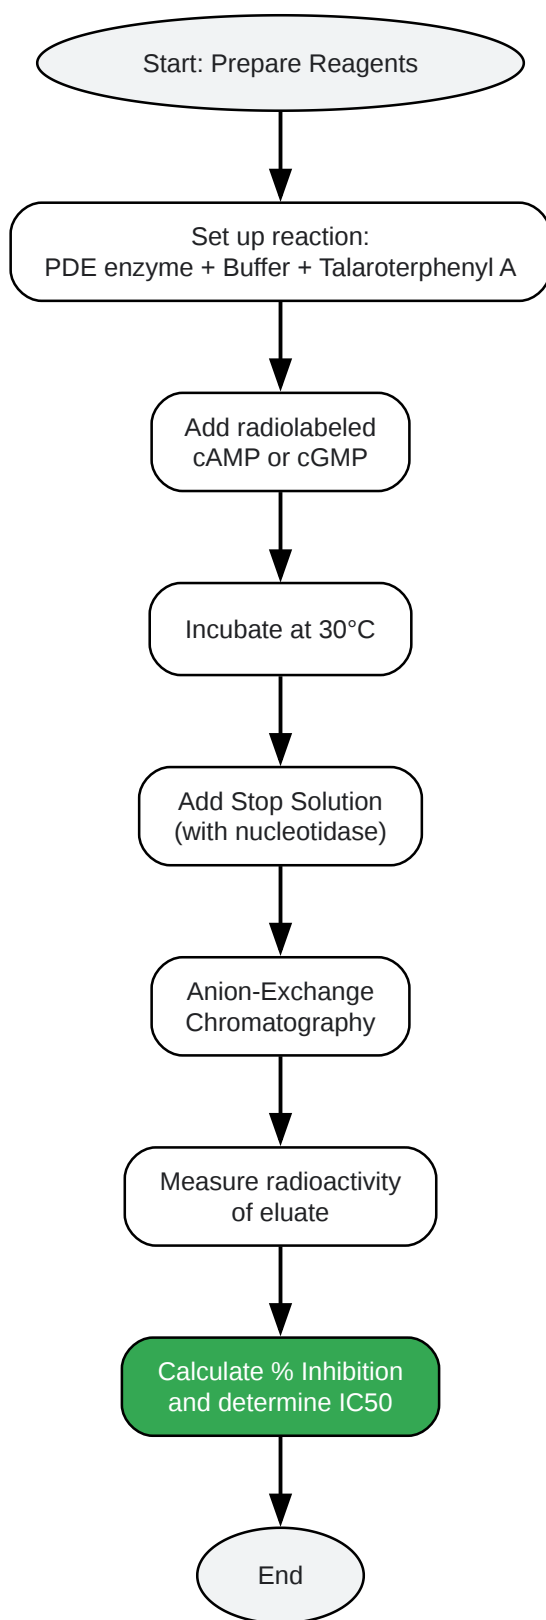 Start: Prepare Reagents
Set up reaction:
PDE enzyme + Buffer + Talaroterphenyl A
Add radiolabeled
cAMP or cGMP
Incubate at 30°C
Add Stop Solution
(with nucleotidase)
Anion-Exchange
Chromatography
Measure radioactivity
of eluate
Calculate % Inhibition
and determine IC50
End